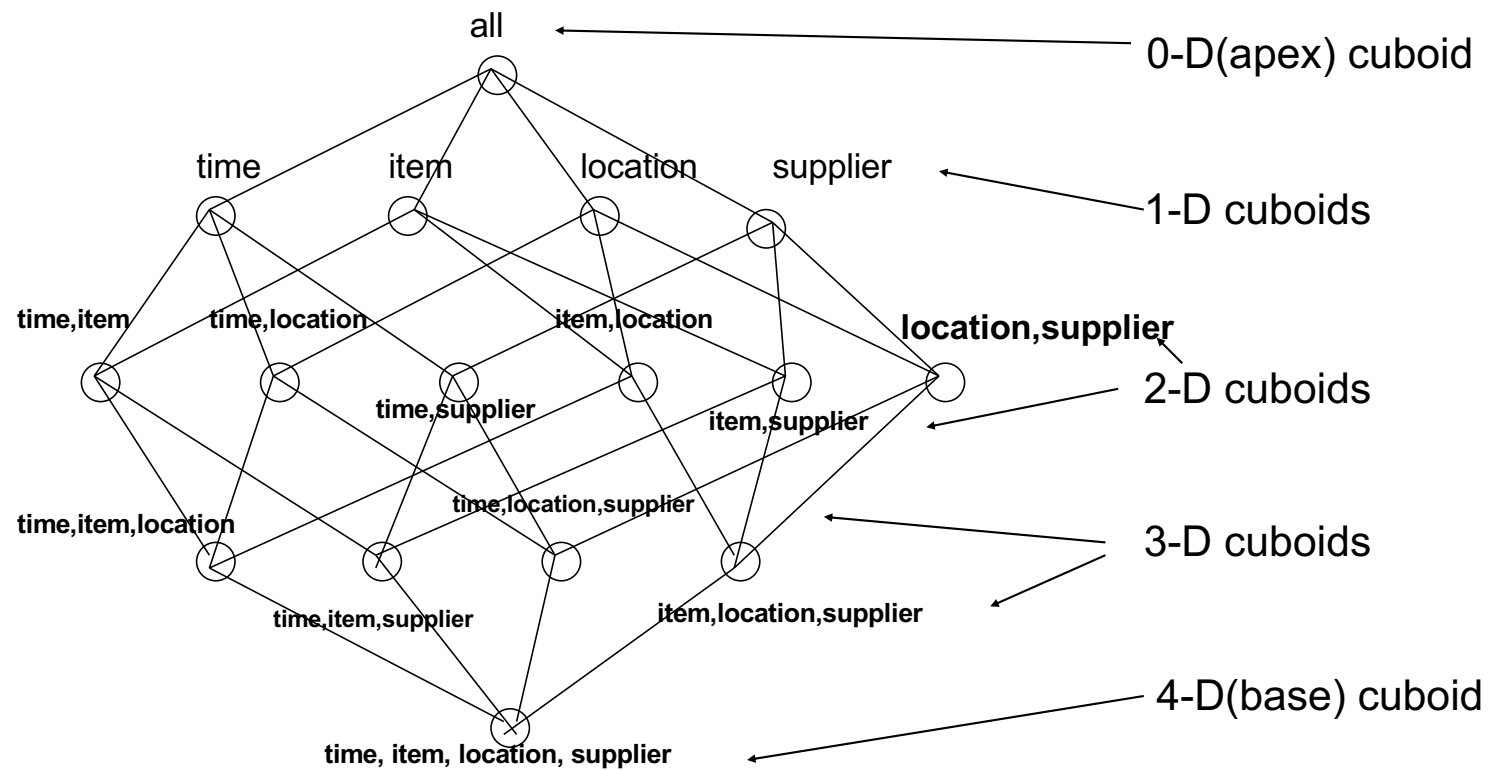 all
0-D(apex) cuboid
time
item
location
supplier
1-D cuboids
time,item
time,location
item,location
location,supplier
2-D cuboids
time,supplier
item,supplier
time,location,supplier
time,item,location
3-D cuboids
time,item,supplier
item,location,supplier
4-D(base) cuboid
time, item, location, supplier